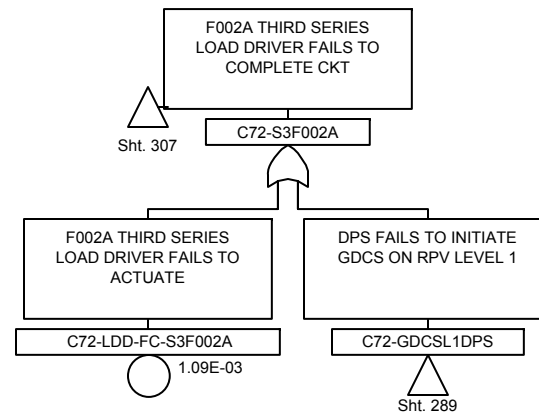 F002A THIRD SERIES
LOAD DRIVER FAILS TO
COMPLETE CKT
Sht. 307
C72-S3F002A
F002A THIRD SERIES
LOAD DRIVER FAILS TO
ACTUATE
C72-LDD-FC-S3F002A
1.09E-03
DPS FAILS TO INITIATE
GDCS ON RPV LEVEL 1
C72-GDCSL1DPS
Sht. 289